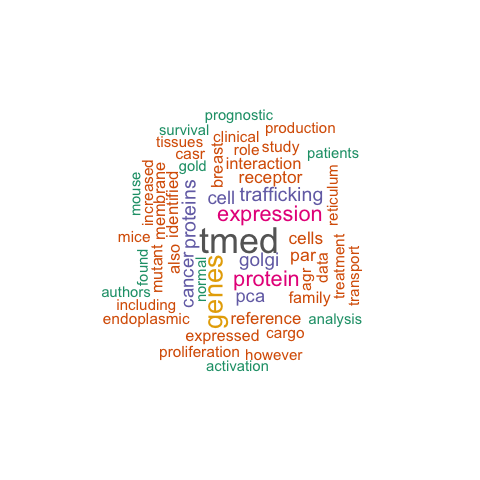 prognostic
survival
production
clinical
tissues
role
study
patients
casr
breast
gold
interaction
receptor
mouse
increased
membrane
identified
proteins
cell
trafficking
reticulum
expression
mice
tmed
cells
mutant
also
cancer
golgi
par
data
treatment
transport
found
normal
genes
protein
agr
authors
pca
family
including
endoplasmic
reference
analysis
expressed
cargo
proliferation
however
activation